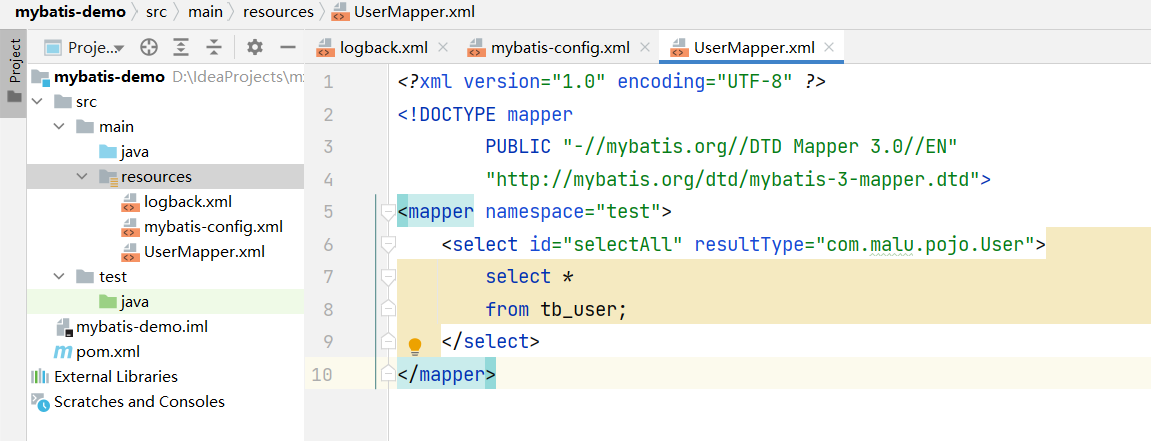 mybatis-demo src main resources UserMapper.xml
Project
Proje...
logback.xml mybatis-config.xml UserMapper.xml
mybatis-demo D:\IdeaProjects\m
src
main
java
resources
logback.xml
mybatis-config.xml
UserMapper.xml
test
java
mybatis-demo.iml
pom.xml
External Libraries
Scratches and Consoles
1 <?xml version="1.0" encoding="UTF-8" ?>
2 <!DOCTYPE mapper
3 PUBLIC "-//mybatis.org//DTD Mapper 3.0//EN"
4 "http://mybatis.org/dtd/mybatis-3-mapper.dtd">
5 <mapper namespace="test">
6 <select id="selectAll" resultType="com.malu.pojo.User">
7 select *
8 from tb_user;
9 </select>
10 </mapper>